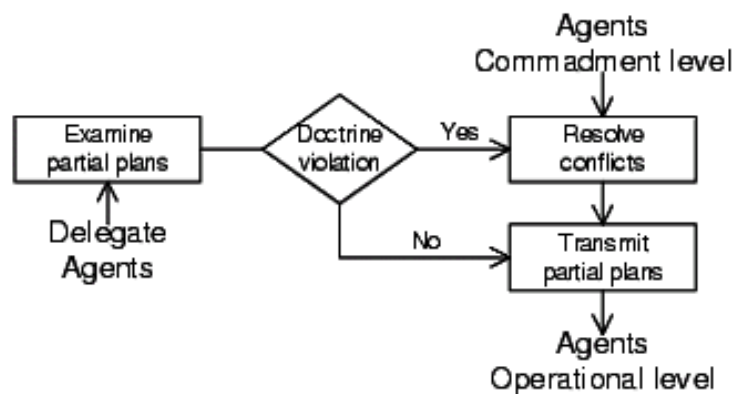 Agents
Commadment level
Examine
partial plans
Doctrine
violation
Yes
Resolve
conflicts
Delegate
Agents
No
Transmit
partial plans
Agents
Operational level